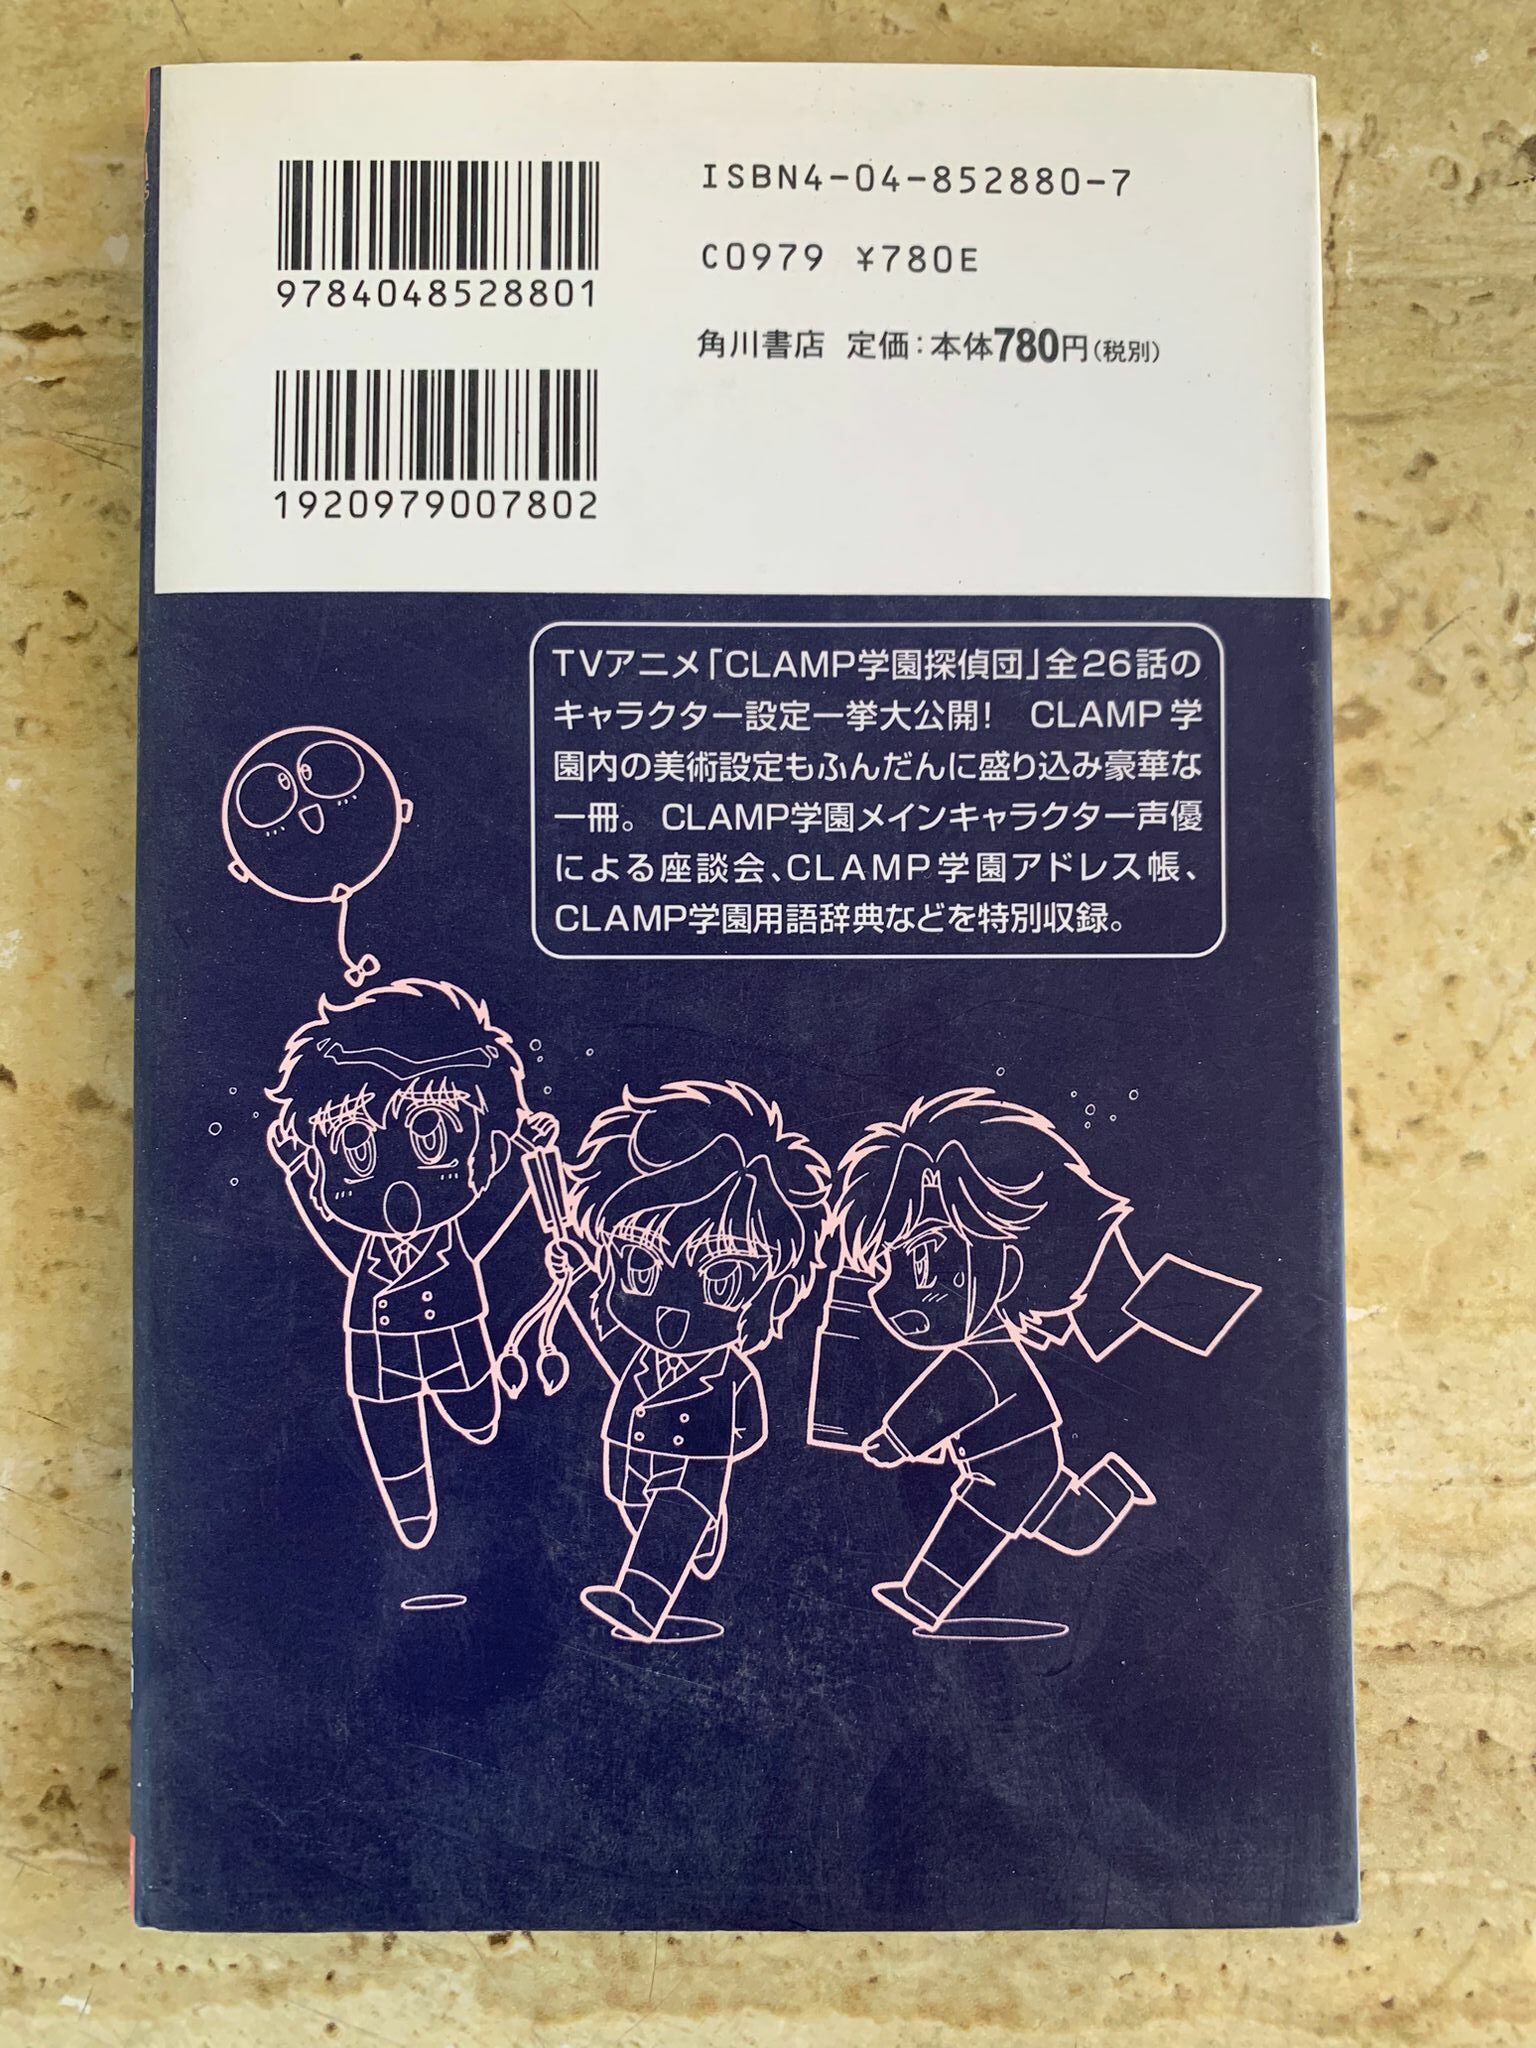 ISBN4-04-852880-7
9784048528801
C0979 ¥780E
角川書店 定価:本体780円(税別)
1920979007802
TVアニメ「CLAMP学園探偵団」全26話の
キャラクター設定一挙大公開! CLAMP学
園内の美術設定もふんだんに盛り込み豪華な
一冊。CLAMP学園メインキャラクター声優
による座談会、CLAMP学園アドレス帳、
CLAMP学園用語辞典などを特別収録。